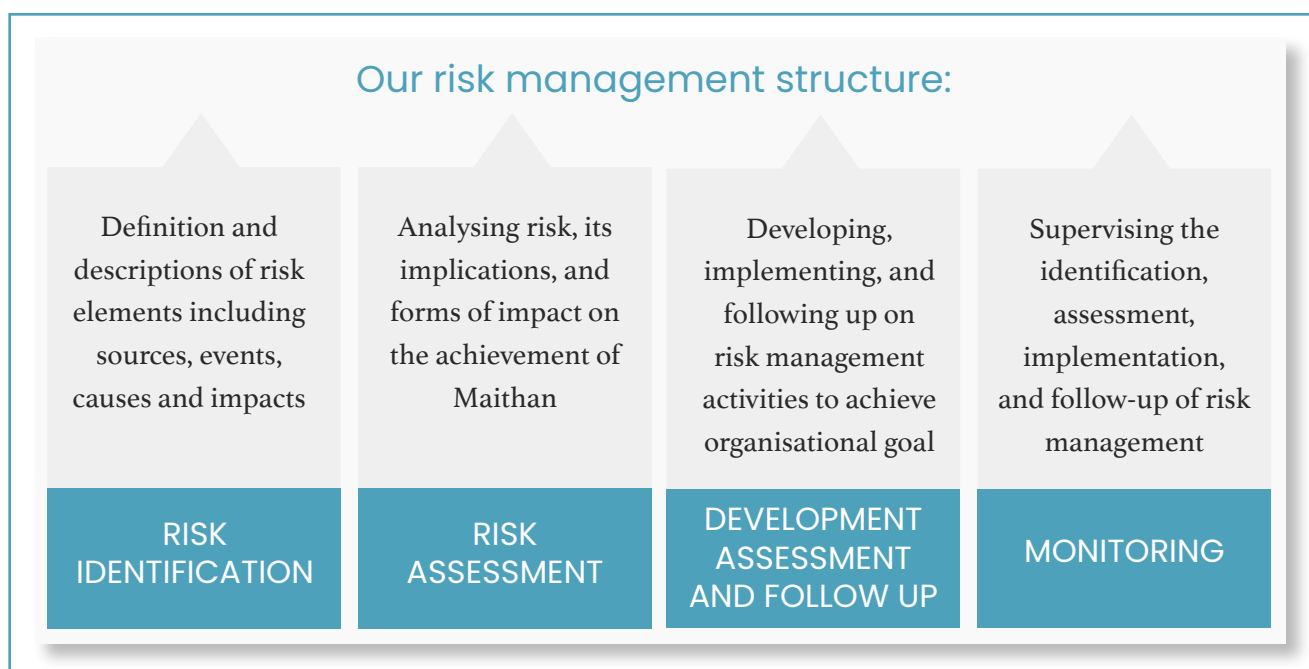 Our risk management structure:
Definition and
descriptions of risk
elements including
sources, events,
causes and impacts
RISK
IDENTIFICATION
Analysing risk, its
implications, and
forms of impact on
the achievement of
Maithan
RISK
ASSESSMENT
Developing,
implementing, and
following up on
risk management
activities to achieve
organisational goal
DEVELOPMENT
ASSESSMENT
AND FOLLOW UP
Supervising the
identification,
assessment,
implementation,
and follow-up of risk
management
MONITORING